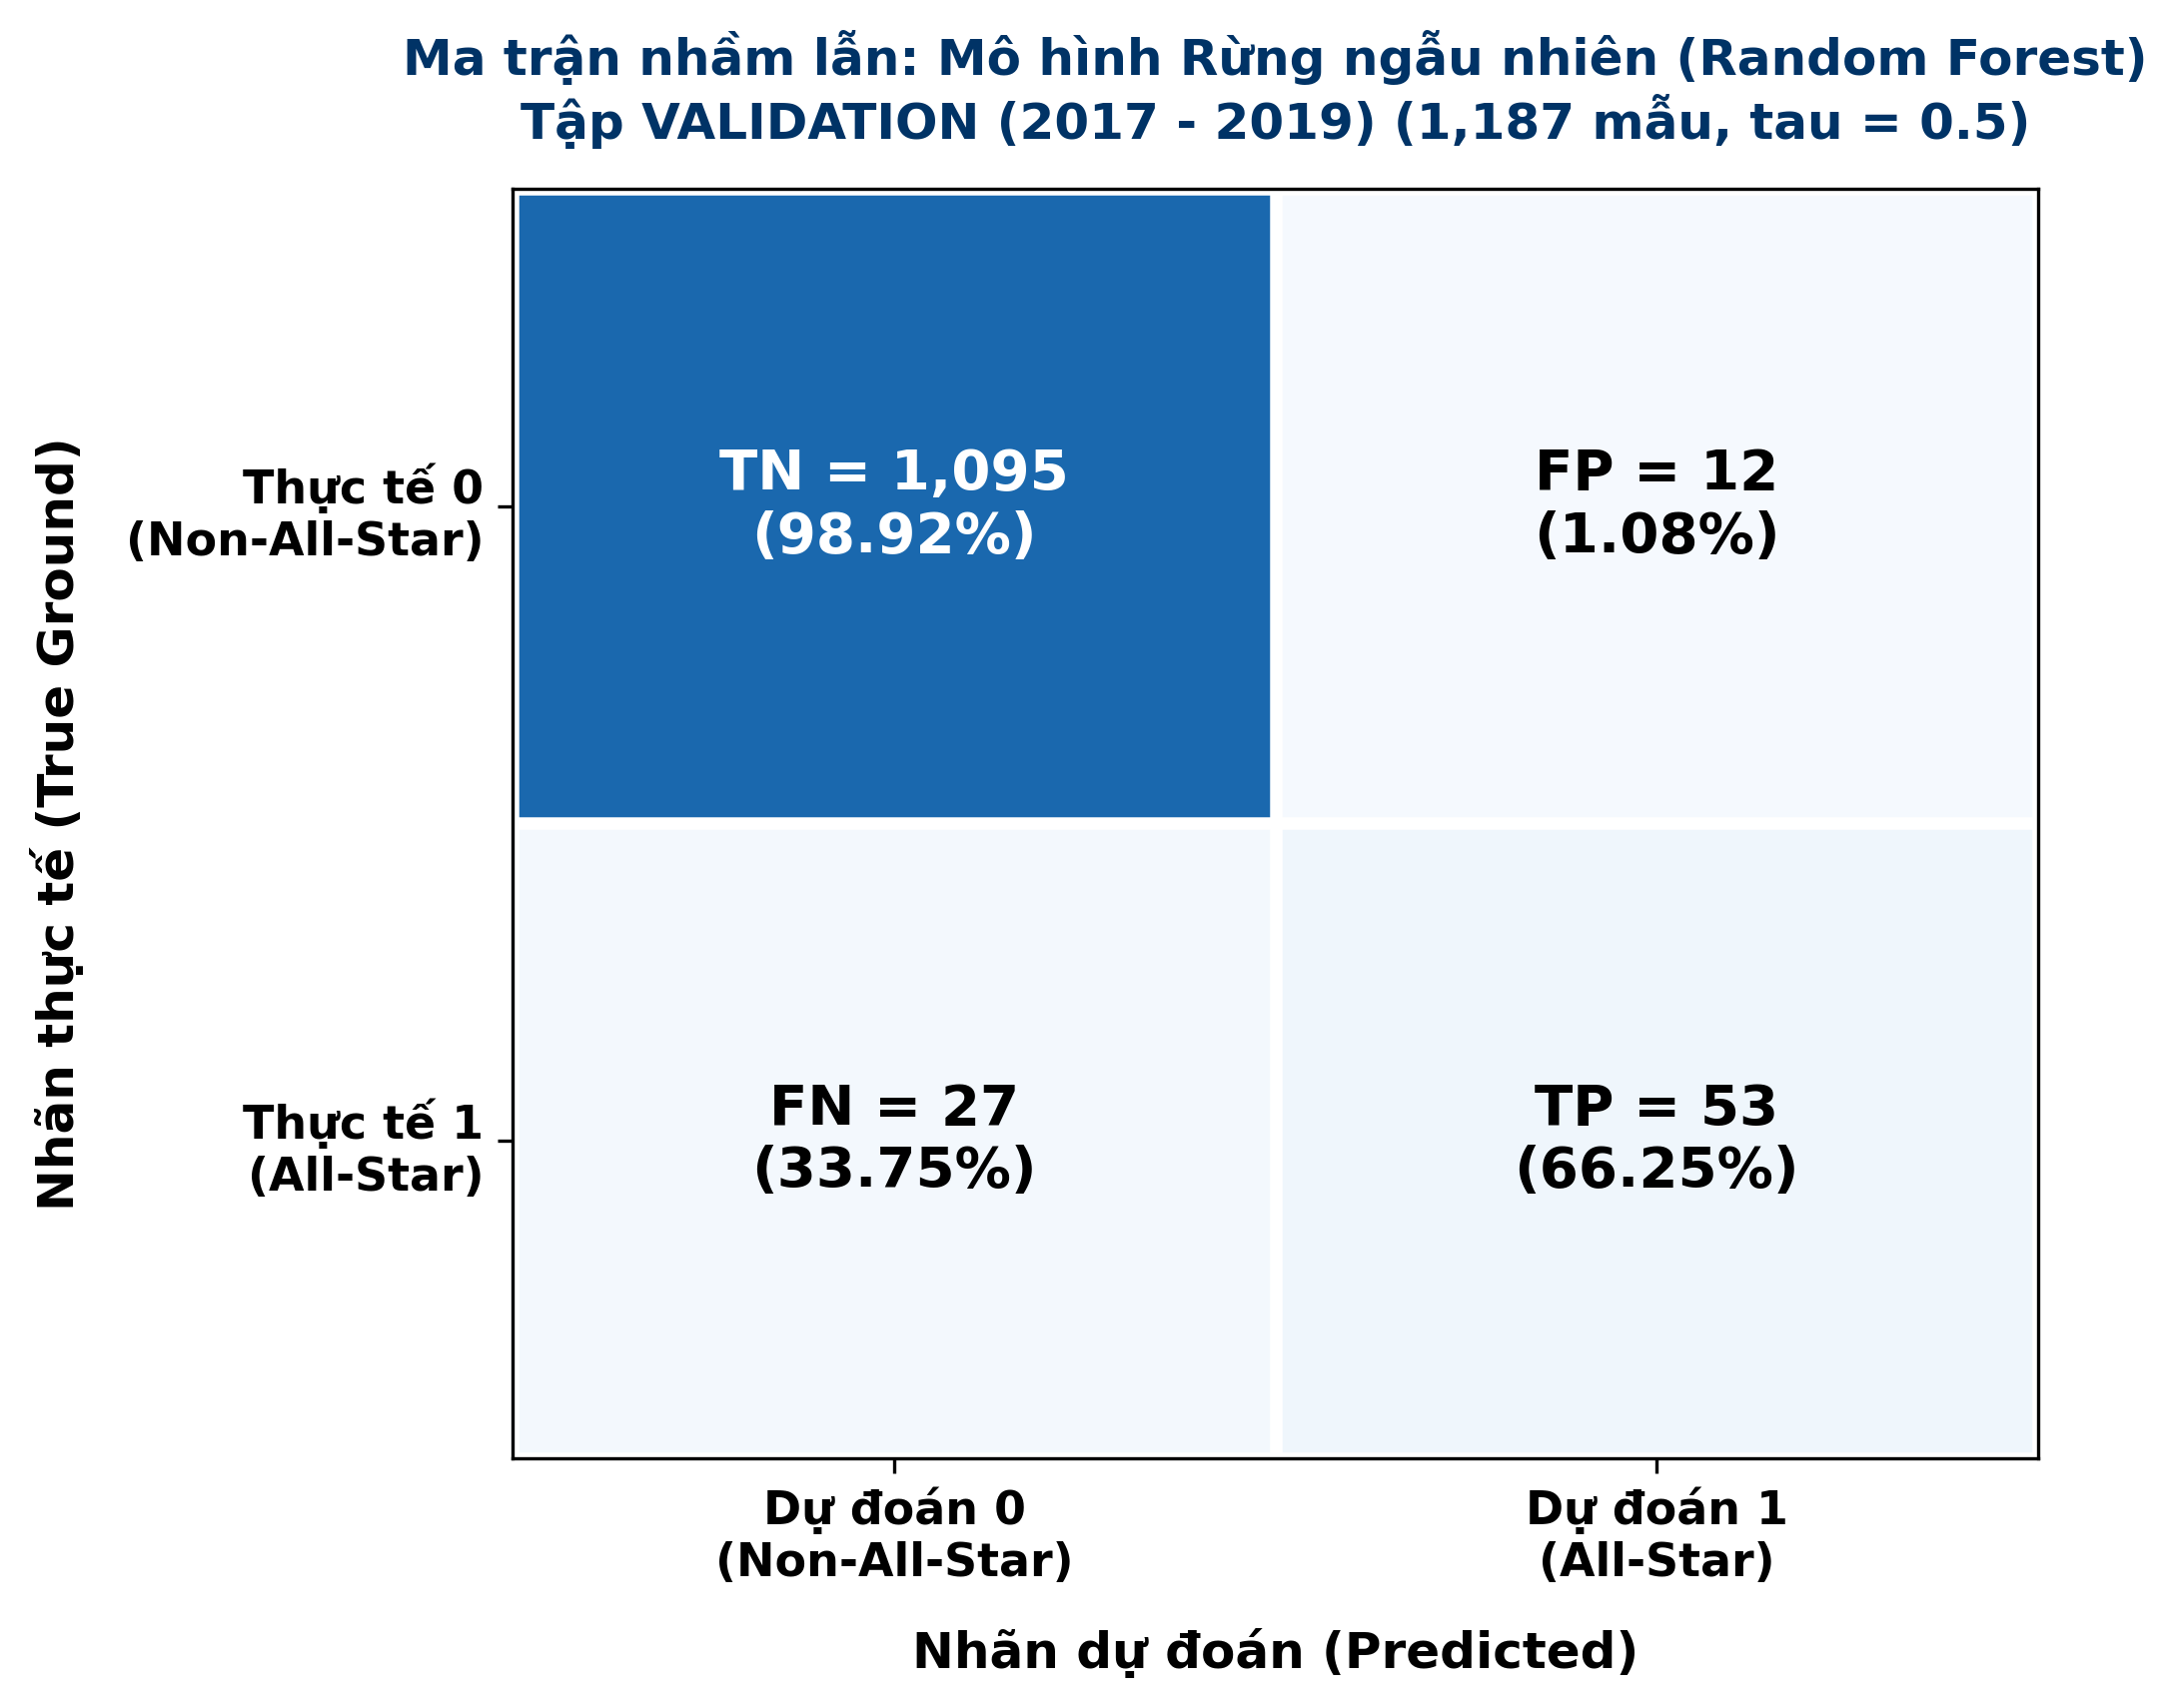 Ma trận nhầm lẫn: Mô hình Rừng ngẫu nhiên (Random Forest)
Tập VALIDATION (2017 - 2019) (1,187 mẫu, tau = 0.5)
Nhãn thực tế (True Ground)
Thực tế 0
(Non-All-Star)
TN = 1,095
(98.92%)
FP = 12
(1.08%)
Thực tế 1
(All-Star)
FN = 27
(33.75%)
TP = 53
(66.25%)
Dự đoán 0
(Non-All-Star)
Dự đoán 1
(All-Star)
Nhãn dự đoán (Predicted)